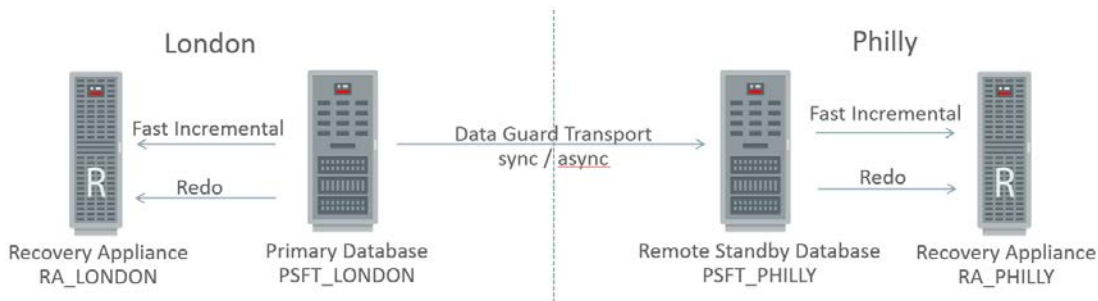 London
Philly
Fast Incremental
Redo
R
Recovery Appliance
RA_LONDON
Primary Database
PSFT_LONDON
Data Guard Transport
sync / async
Fast Incremental
Redo
R
Remote Standby Database
PSFT_PHILLY
Recovery Appliance
RA_PHILLY